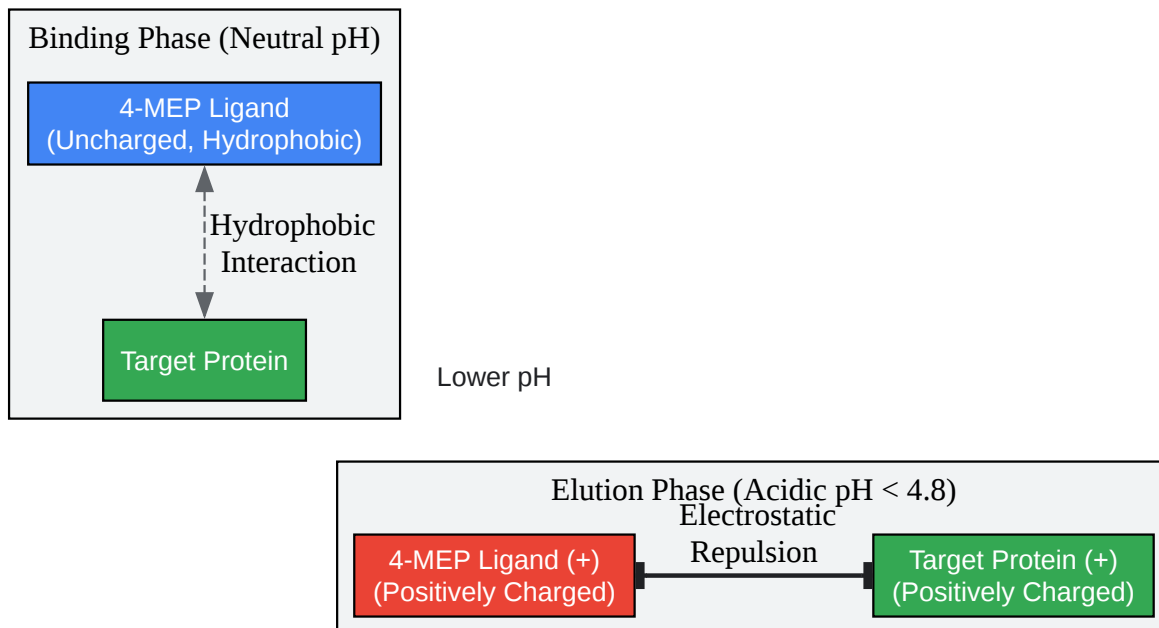 Binding Phase (Neutral pH)
4-MEP Ligand
(Uncharged, Hydrophobic)
Hydrophobic
Interaction
Target Protein
Lower pH
Elution Phase (Acidic pH < 4.8)
Electrostatic
Repulsion
4-MEP Ligand (+)
(Positively Charged)
Target Protein (+)
(Positively Charged)